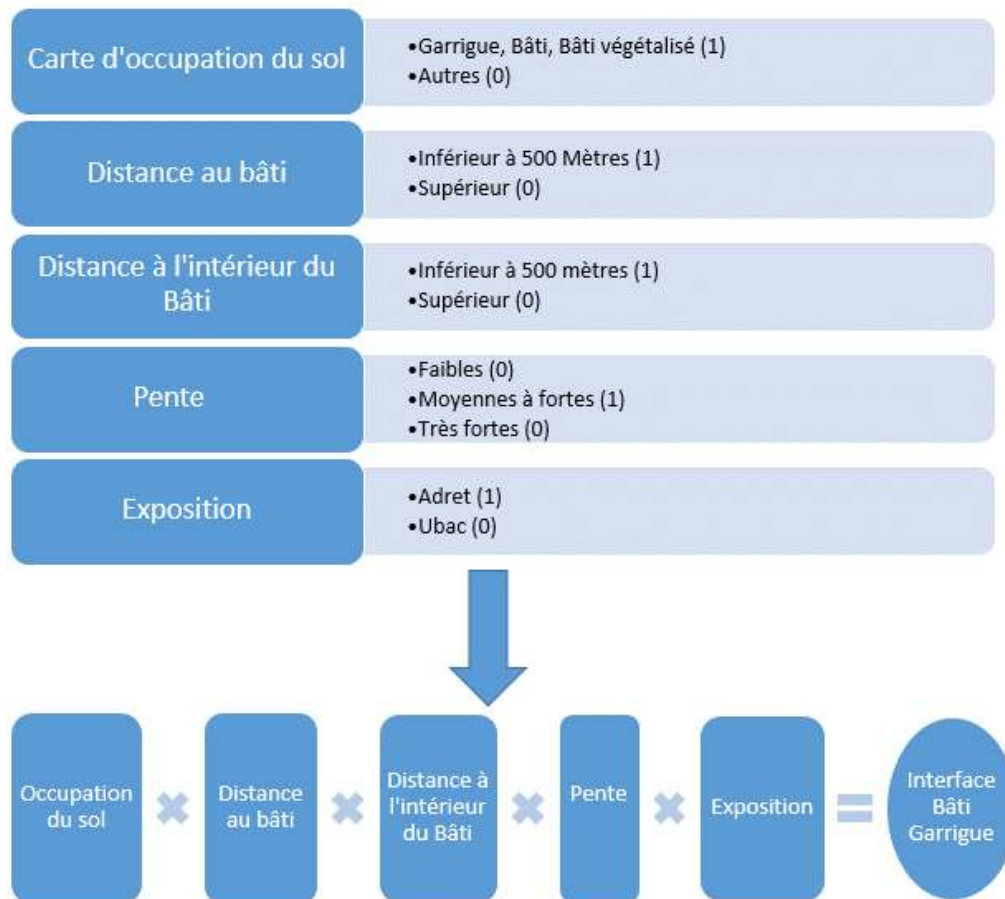 Carte d'occupation du sol
•Garrigue, Bâti, Bâti végétalisé (1)
•Autres (0)
Distance au bâti
•Inférieur à 500 Mètres (1)
•Supérieur (0)
Distance à l'intérieur du
Bâti
•Inférieur à 500 mètres (1)
•Supérieur (0)
Pente
•Faibles (0)
•Moyennes à fortes (1)
•Très fortes (0)
Exposition
•Adret (1)
•Ubac (0)
Occupation
du sol
Distance
au bâti
Distance à
l'intérieur
du Bâti
Pente
Exposition
Interface
Bâti
Garrigue